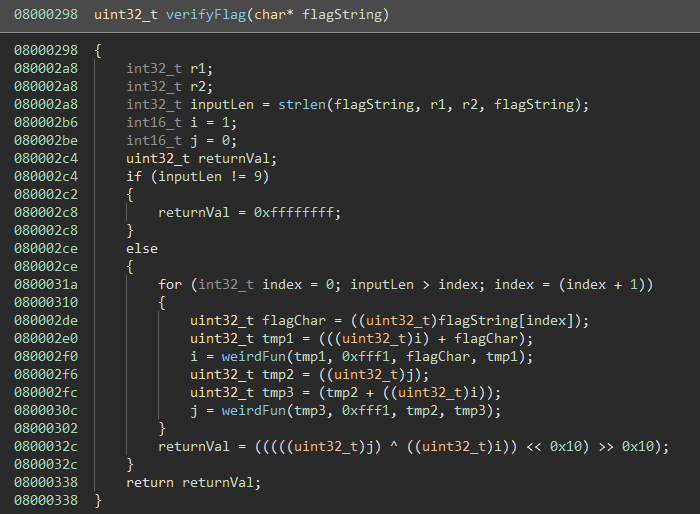 08000298 uint32_t verifyFlag(char* flagString)
08000298 {
080002a8 int32_t r1;
080002a8 int32_t r2;
080002a8 int32_t inputLen = strlen(flagString, r1, r2, flagString);
080002b6 int16_t i = 1;
080002be int16_t j = 0;
080002c4 uint32_t returnVal;
080002c4 if (inputLen != 9)
080002c2 {
080002c8 returnVal = 0xffffffff;
080002c8 }
080002ce else
080002ce {
0800031a for (int32_t index = 0; inputLen > index; index = (index + 1))
08000310 {
080002de uint32_t flagChar = ((uint32_t)flagString[index]);
080002e0 uint32_t tmp1 = (((uint32_t)i) + flagChar);
080002f0 i = weirdFun(tmp1, 0xfff1, flagChar, tmp1);
080002f6 uint32_t tmp2 = ((uint32_t)j);
080002fc uint32_t tmp3 = (tmp2 + ((uint32_t)i));
0800030c j = weirdFun(tmp3, 0xfff1, tmp2, tmp3);
08000302 }
0800032c returnVal = (((((uint32_t)j) ^ ((uint32_t)i)) << 0x10) >> 0x10);
0800032c }
08000338 return returnVal;
08000338 }